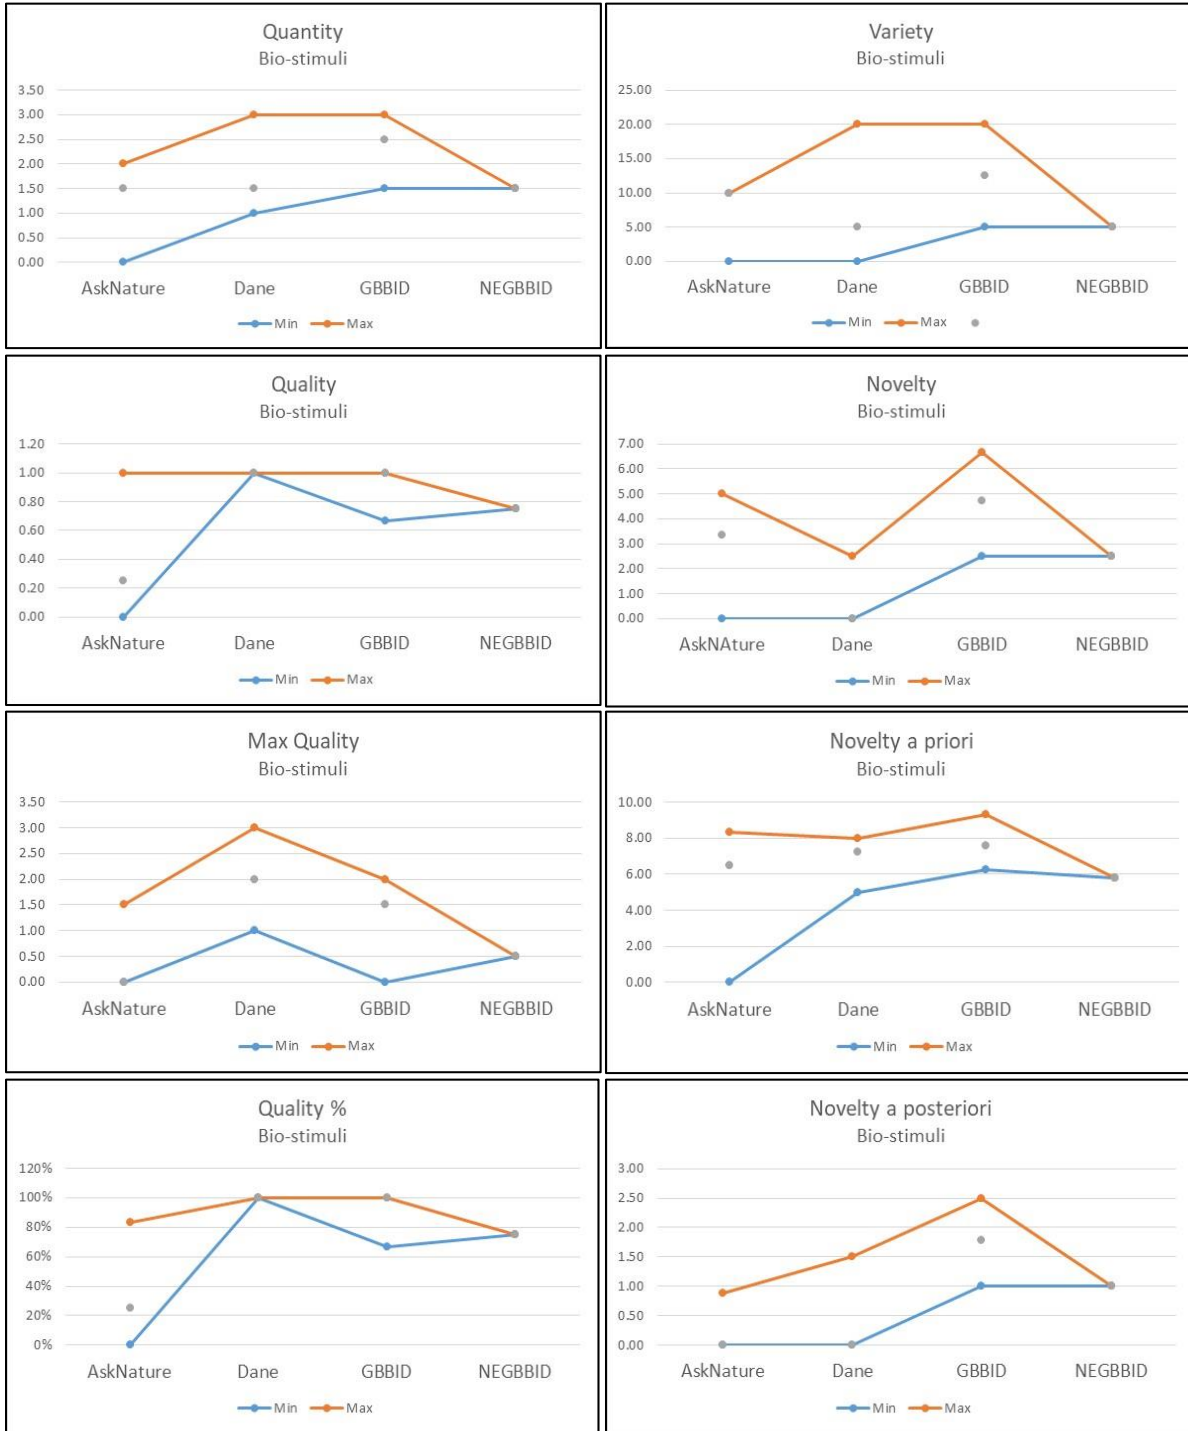 Quantity
Bio-stimuli
3.50
3.00
2.50
2.00
1.50
1.00
0.50
0.00
AskNature Dane GBBID NEGBBID
Min Max
Variety
Bio-stimuli
25.00
20.00
15.00
10.00
5.00
0.00
AskNature Dane GBBID NEGBBID
Min Max
Quality
Bio-stimuli
1.20
1.00
0.80
0.60
0.40
0.20
0.00
AskNature Dane GBBID NEGBBID
Min Max
Novelty
Bio-stimuli
7.00
6.00
5.00
4.00
3.00
2.00
1.00
0.00
AskNAture Dane GBBID NEGBBID
Min Max
Max Quality
Bio-stimuli
3.50
3.00
2.50
2.00
1.50
1.00
0.50
0.00
AskNature Dane GBBID NEGBBID
Min Max
Novelty a priori
Bio-stimuli
10.00
8.00
6.00
4.00
2.00
0.00
AskNature Dane GBBID NEGBBID
Min Max
Quality %
Bio-stimuli
120%
100%
80%
60%
40%
20%
0%
AskNature Dane GBBID NEGBBID
Min Max
Novelty a posteriori
Bio-stimuli
3.00
2.50
2.00
1.50
1.00
0.50
0.00
AskNature Dane GBBID NEGBBID
Min Max